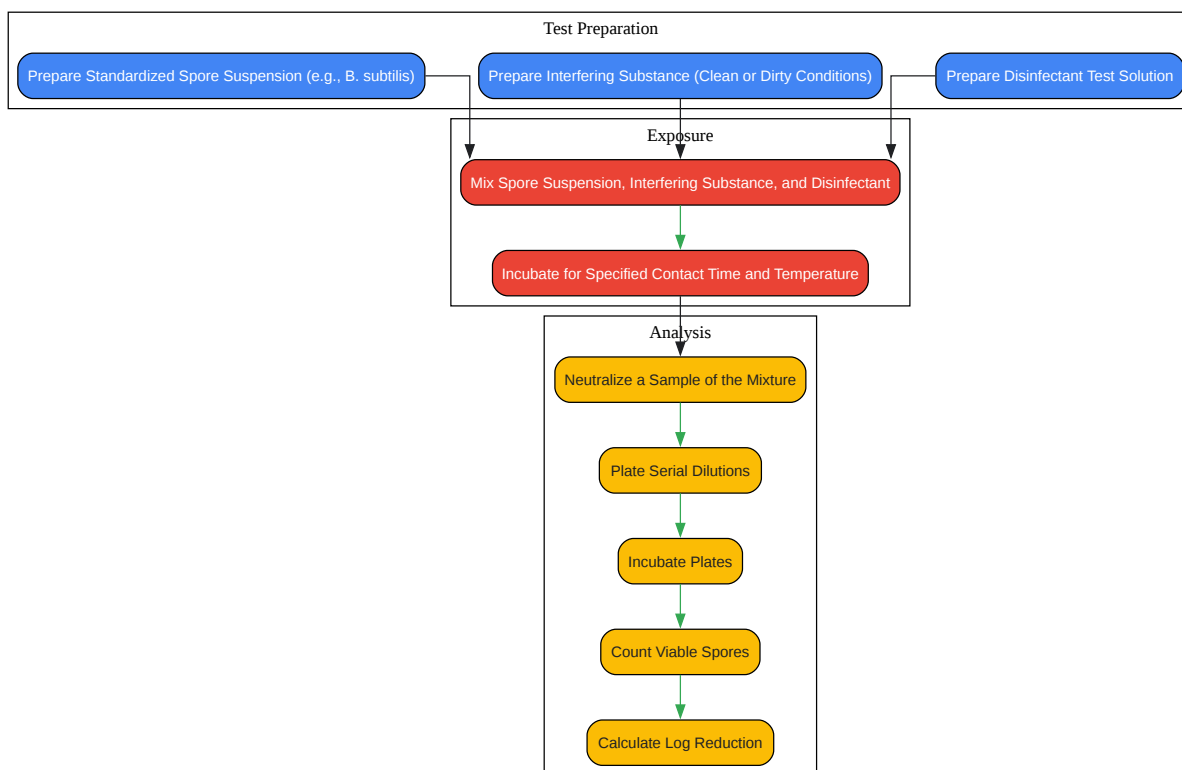 Test Preparation
Prepare Standardized Spore Suspension (e.g., B. subtilis)
Prepare Interfering Substance (Clean or Dirty Conditions)
Prepare Disinfectant Test Solution
Exposure
Mix Spore Suspension, Interfering Substance, and Disinfectant
Incubate for Specified Contact Time and Temperature
Analysis
Neutralize a Sample of the Mixture
Plate Serial Dilutions
Incubate Plates
Count Viable Spores
Calculate Log Reduction